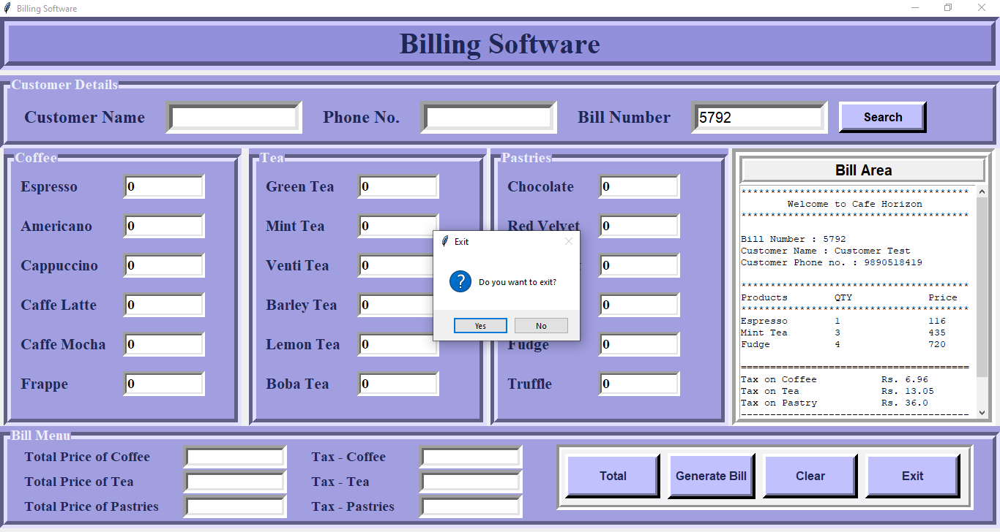 Billing Software
Billing Software
Customer Details
Customer Name
Phone No.
Bill Number 5792
Search
Coffee
Espresso 0
Americano 0
Cappuccino 0
Caffe Latte 0
Caffe Mocha 0
Frappe 0
Tea
Green Tea 0
Mint Tea 0
Venti Tea 0
Barley Tea 0
Lemon Tea 0
Boba Tea 0
Pastries
Chocolate 0
Red Velvet 0
0
0
Fudge 0
Truffle 0
Exit
Do you want to exit?
Yes No
Bill Area
***************************************
Welcome to Cafe Horizon
***************************************
Bill Number : 5792
Customer Name : Customer Test
Customer Phone no. : 9890518419
***************************************
Products QTY Price
***************************************
Espresso 1 116
Mint Tea 3 435
Fudge 4 720
=======================================
Tax on Coffee Rs. 6.96
Tax on Tea Rs. 13.05
Tax on Pastry Rs. 36.0
---------------------------------------
Bill Menu
Total Price of Coffee Tax - Coffee
Total Price of Tea Tax - Tea
Total Price of Pastries Tax - Pastries
Total Generate Bill Clear Exit